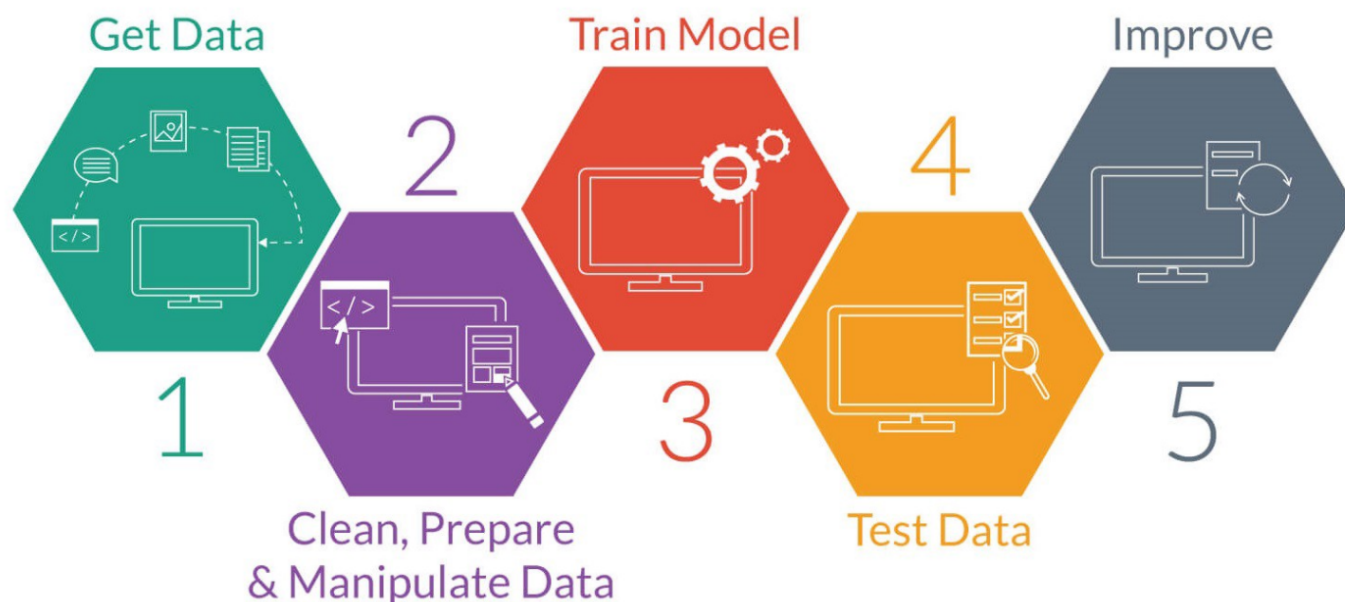 Get Data
1
2
Clean, Prepare
& Manipulate Data
Train Model
3
4
Test Data
Improve
5